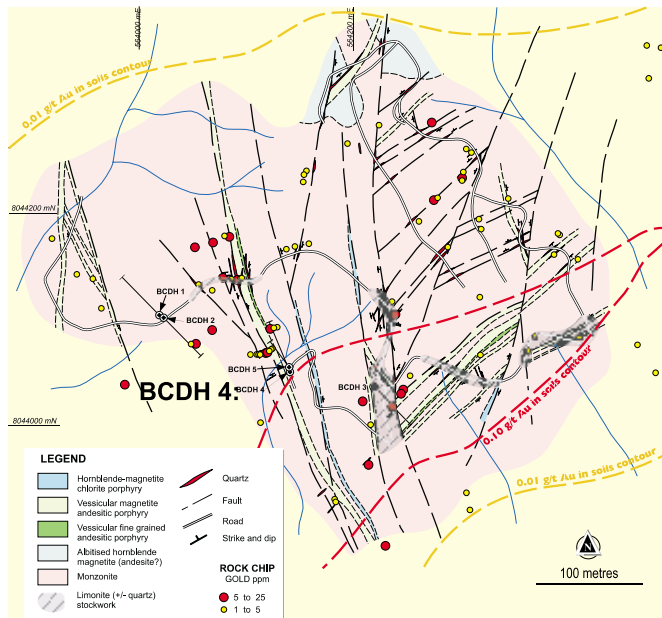 564000 mE
564200 mE
0.01 g/t Au in soils contour
8044200 mN
BCDH 1
BCDH 2
BCDH 5
BCDH 4
BCDH 3
BCDH 4:
8044000 mN
0.10 g/t Au in soils contour
0.01 g/t Au in soils contour
LEGEND
Hornblende-magnetite
chlorite porphyry
Vessicular magnetite
andesitic porphyry
Vessicular fine grained
andesitic porphyry
Albitised hornblende
magnetite (andesite?)
Monzonite
Limonite (+/- quartz)
stockwork
Quartz
Fault
Road
Strike and dip
ROCK CHIP
GOLD ppm
5 to 25
1 to 5
N
100 metres